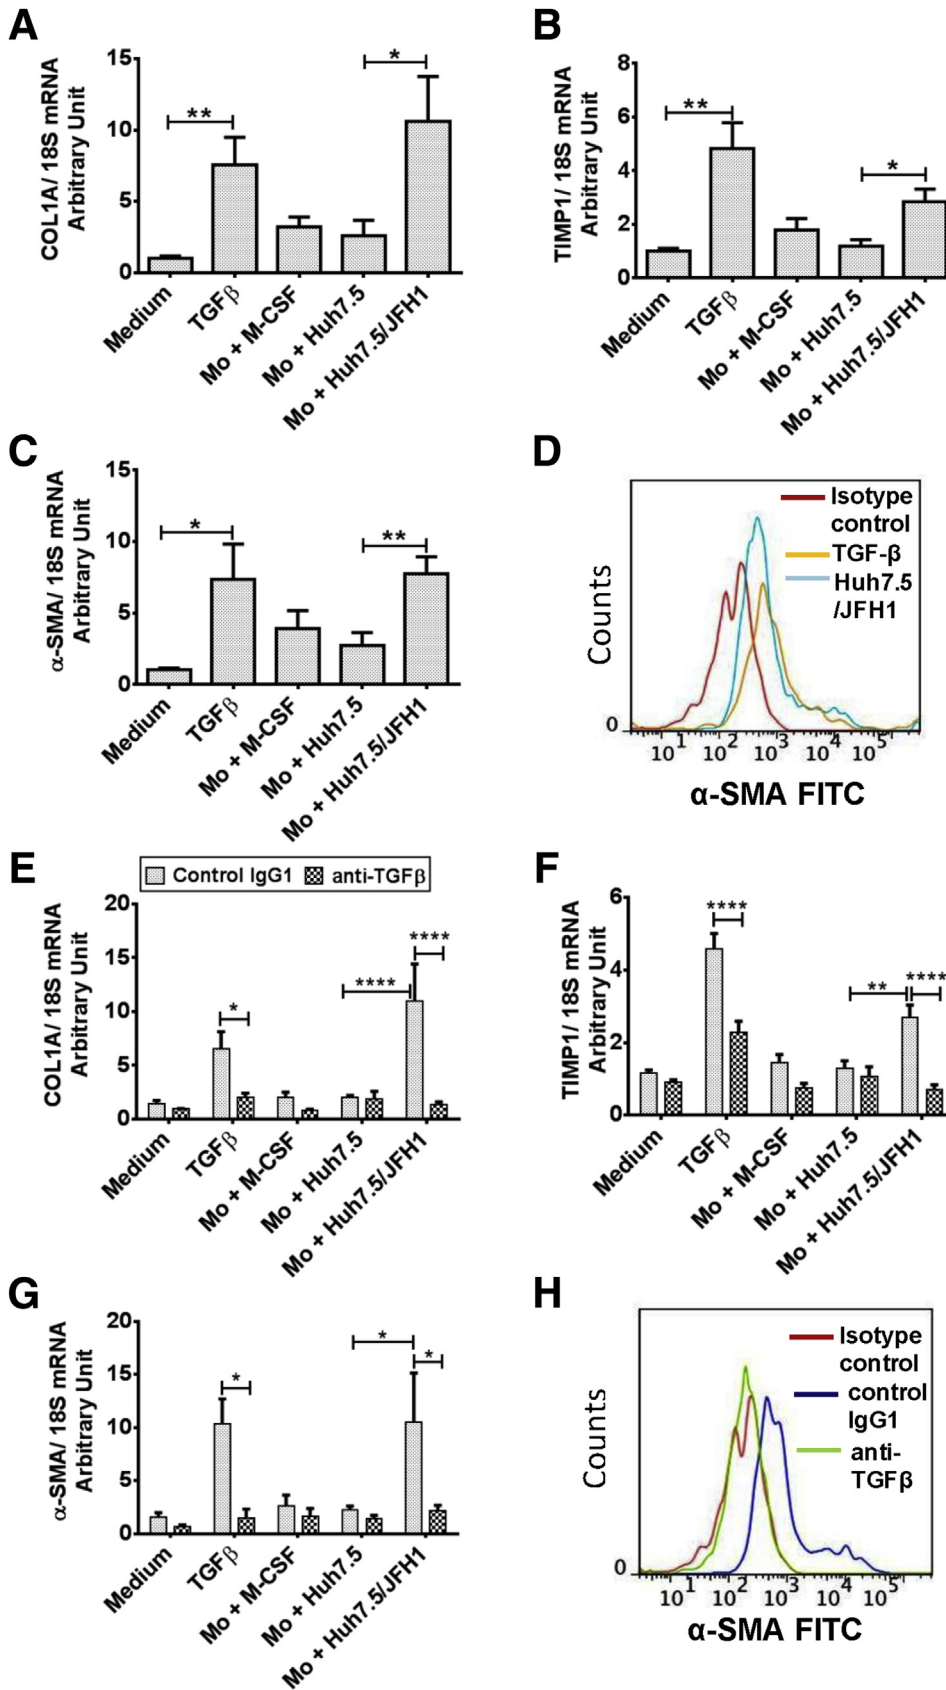 A
COL1A/ 18S mRNA
Arbitrary Unit
15
10
5
0
**
*
Medium
TGFβ
Mo + M-CSF
Mo + Huh7.5
Mo + Huh7.5/JFH1
B
TIMP1/ 18S mRNA
Arbitrary Unit
8
6
4
2
0
**
*
Medium
TGFβ
Mo + M-CSF
Mo + Huh7.5
Mo + Huh7.5/JFH1
C
α-SMA/ 18S mRNA
Arbitrary Unit
15
10
5
0
*
**
Medium
TGFβ
Mo + M-CSF
Mo + Huh7.5
Mo + Huh7.5/JFH1
D
Counts
0
Isotype
control
TGF-β
Huh7.5
/JFH1
10¹ 10² 10³ 10⁴ 10⁵
α-SMA FITC
E
Control IgG1 anti-TGFβ
COL1A/ 18S mRNA
Arbitrary Unit
20
15
10
5
0
*
****
****
Medium
TGFβ
Mo + M-CSF
Mo + Huh7.5
Mo + Huh7.5/JFH1
F
TIMP1/ 18S mRNA
Arbitrary Unit
6
4
2
0
****
**
****
Medium
TGFβ
Mo + M-CSF
Mo + Huh7.5
Mo + Huh7.5/JFH1
G
α-SMA/ 18S mRNA
Arbitrary Unit
20
15
10
5
0
*
*
*
Medium
TGFβ
Mo + M-CSF
Mo + Huh7.5
Mo + Huh7.5/JFH1
H
Counts
0
Isotype
control
control
IgG1
anti-
TGFβ
10¹ 10² 10³ 10⁴ 10⁵
α-SMA FITC